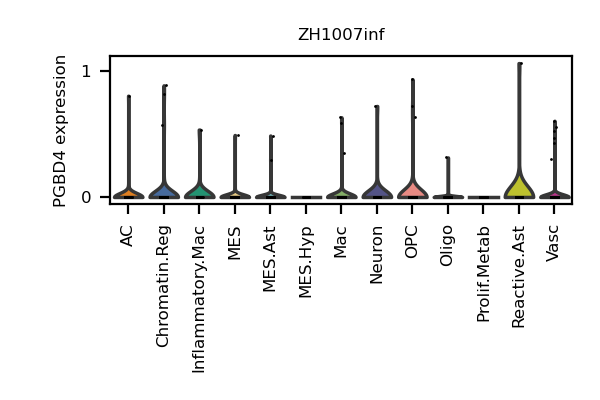 ZH1007inf
PGBD4 expression
1
0
AC
Chromatin.Reg
Inflammatory.Mac
MES
MES.Ast
MES.Hyp
Mac
Neuron
OPC
Oligo
Prolif.Metab
Reactive.Ast
Vasc